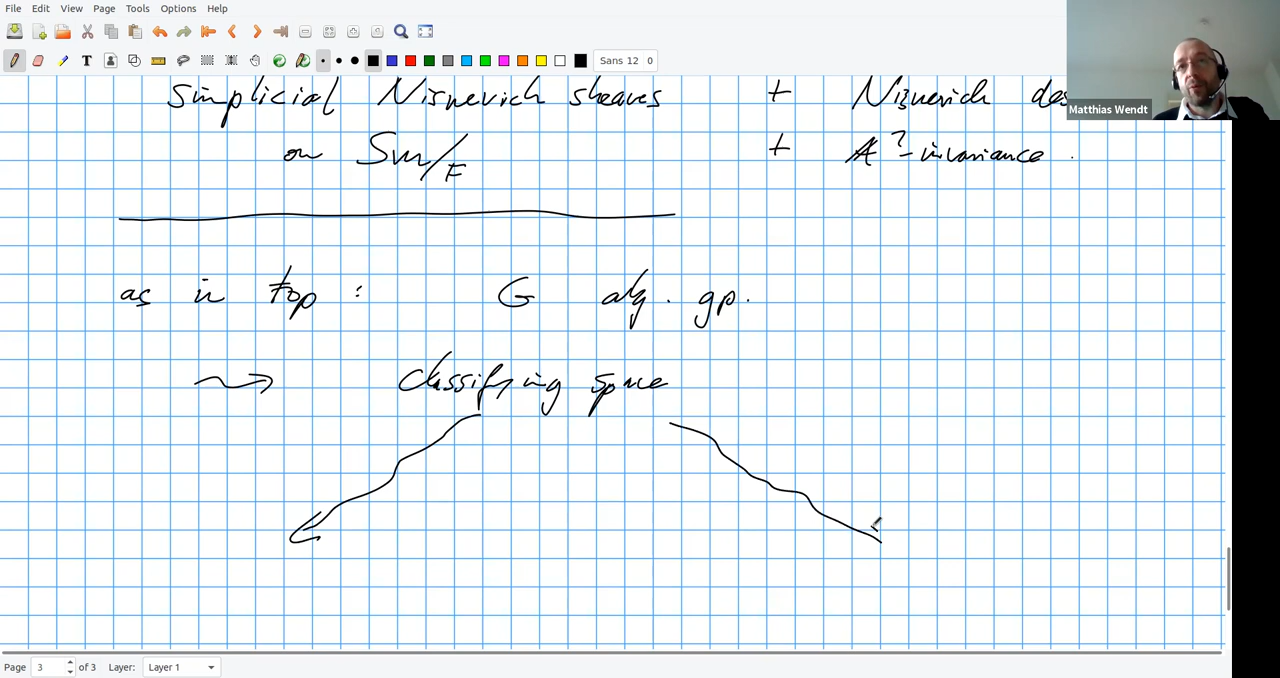 File Edit View Page Tools Options Help
Sans 12 0
Matthias Wendt
Simplicial Nisnevich sheaves + Nisnevich des
on Sm/F + A¹-invariance.
as in top: G alg. gp.
classifying space
Page 3 of 3 Layer: Layer 1